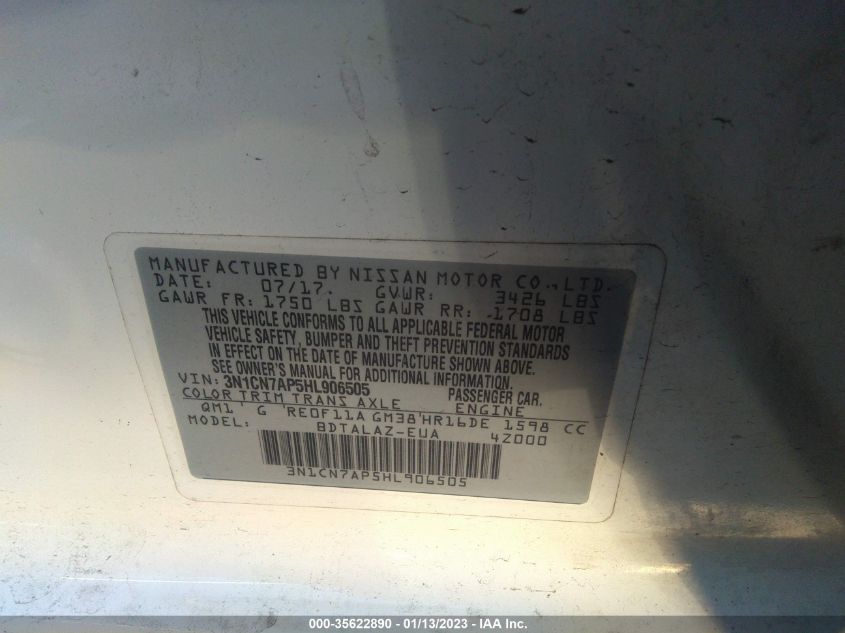 MANUFACTURED BY NISSAN MOTOR CO., LTD.
DATE: 07/17. GVWR: 3426 LBS
GAWR FR: 1750 LBS GAWR RR: 1708 LBS
THIS VEHICLE CONFORMS TO ALL APPLICABLE FEDERAL MOTOR
VEHICLE SAFETY, BUMPER AND THEFT PREVENTION STANDARDS
IN EFFECT ON THE DATE OF MANUFACTURE SHOWN ABOVE.
SEE OWNER'S MANUAL FOR ADDITIONAL INFORMATION.
VIN: 3N1CN7AP5HL906505 PASSENGER CAR.
COLOR TRIM TRANS AXLE ENGINE
QM1' G 'RE0F11A GM38'HR16DE 1598 CC
MODEL: BDTALAZ-EUA 4Z000
3N1CN7AP5HL906505
000-35622890 - 01/13/2023 - IAA Inc.